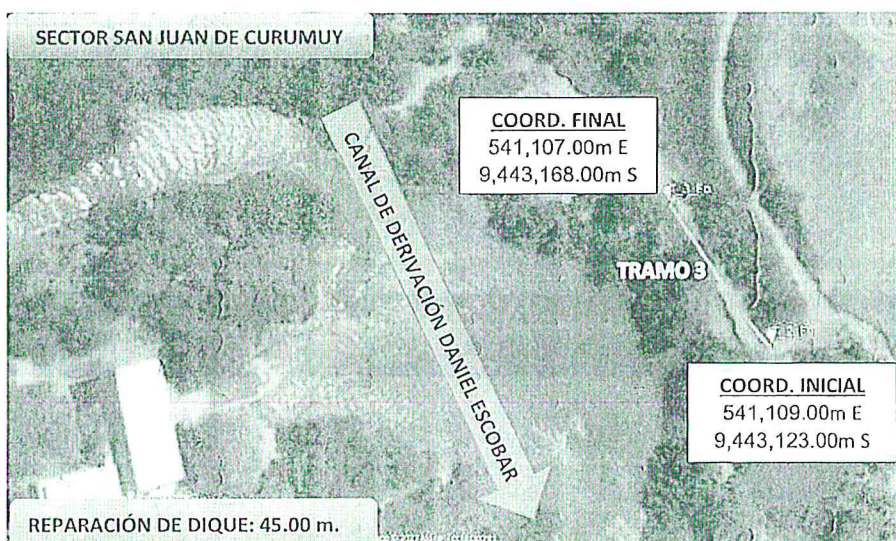 SECTOR SAN JUAN DE CURUMUY
COORD. FINAL
541,107.00m E
9,443,168.00m S
CANAL DE DERIVACIÓN DANIEL ESCOBAR
TRAMO 3
COORD. INICIAL
541,109.00m E
9,443,123.00m S
REPARACIÓN DE DIQUE: 45.00 m.